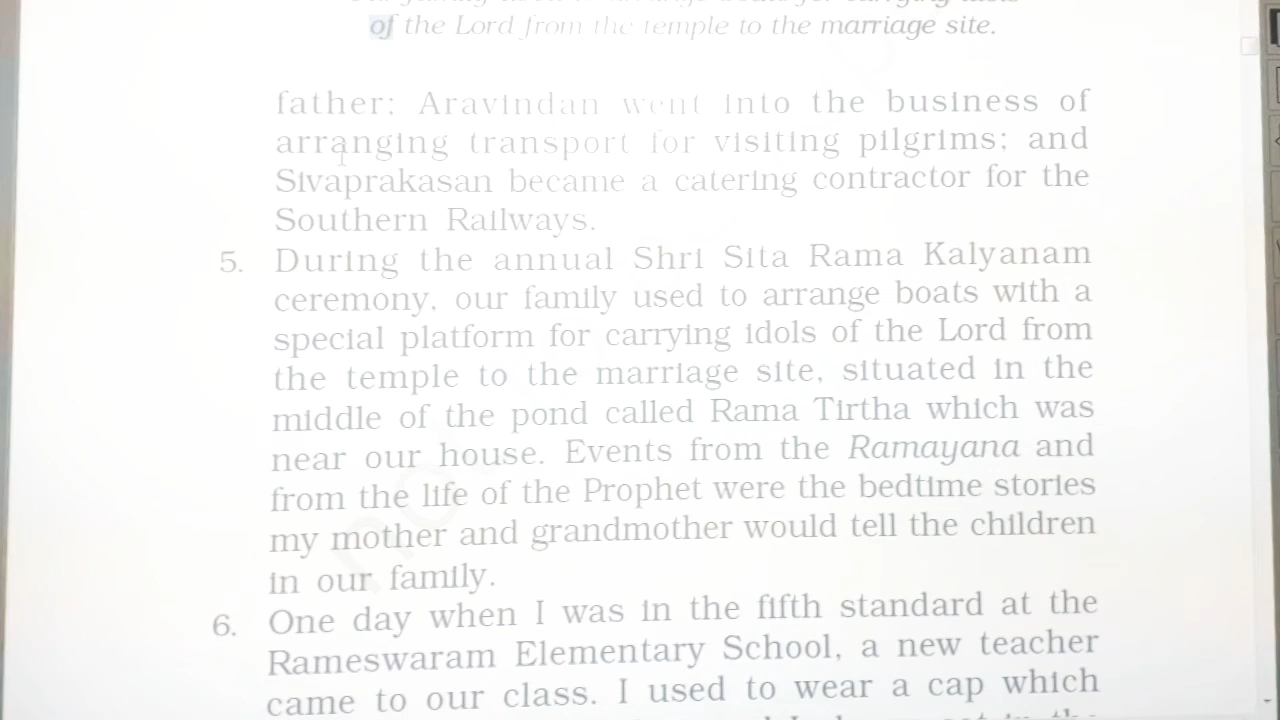 of the Lord from the temple to the marriage site.
father; Aravindan went into the business of
arranging transport for visiting pilgrims; and
Sivaprakasan became a catering contractor for the
Southern Railways.
5. During the annual Shri Sita Rama Kalyanam
ceremony, our family used to arrange boats with a
special platform for carrying idols of the Lord from
the temple to the marriage site, situated in the
middle of the pond called Rama Tirtha which was
near our house. Events from the Ramayana and
from the life of the Prophet were the bedtime stories
my mother and grandmother would tell the children
in our family.
6. One day when I was in the fifth standard at the
Rameswaram Elementary School, a new teacher
came to our class. I used to wear a cap which